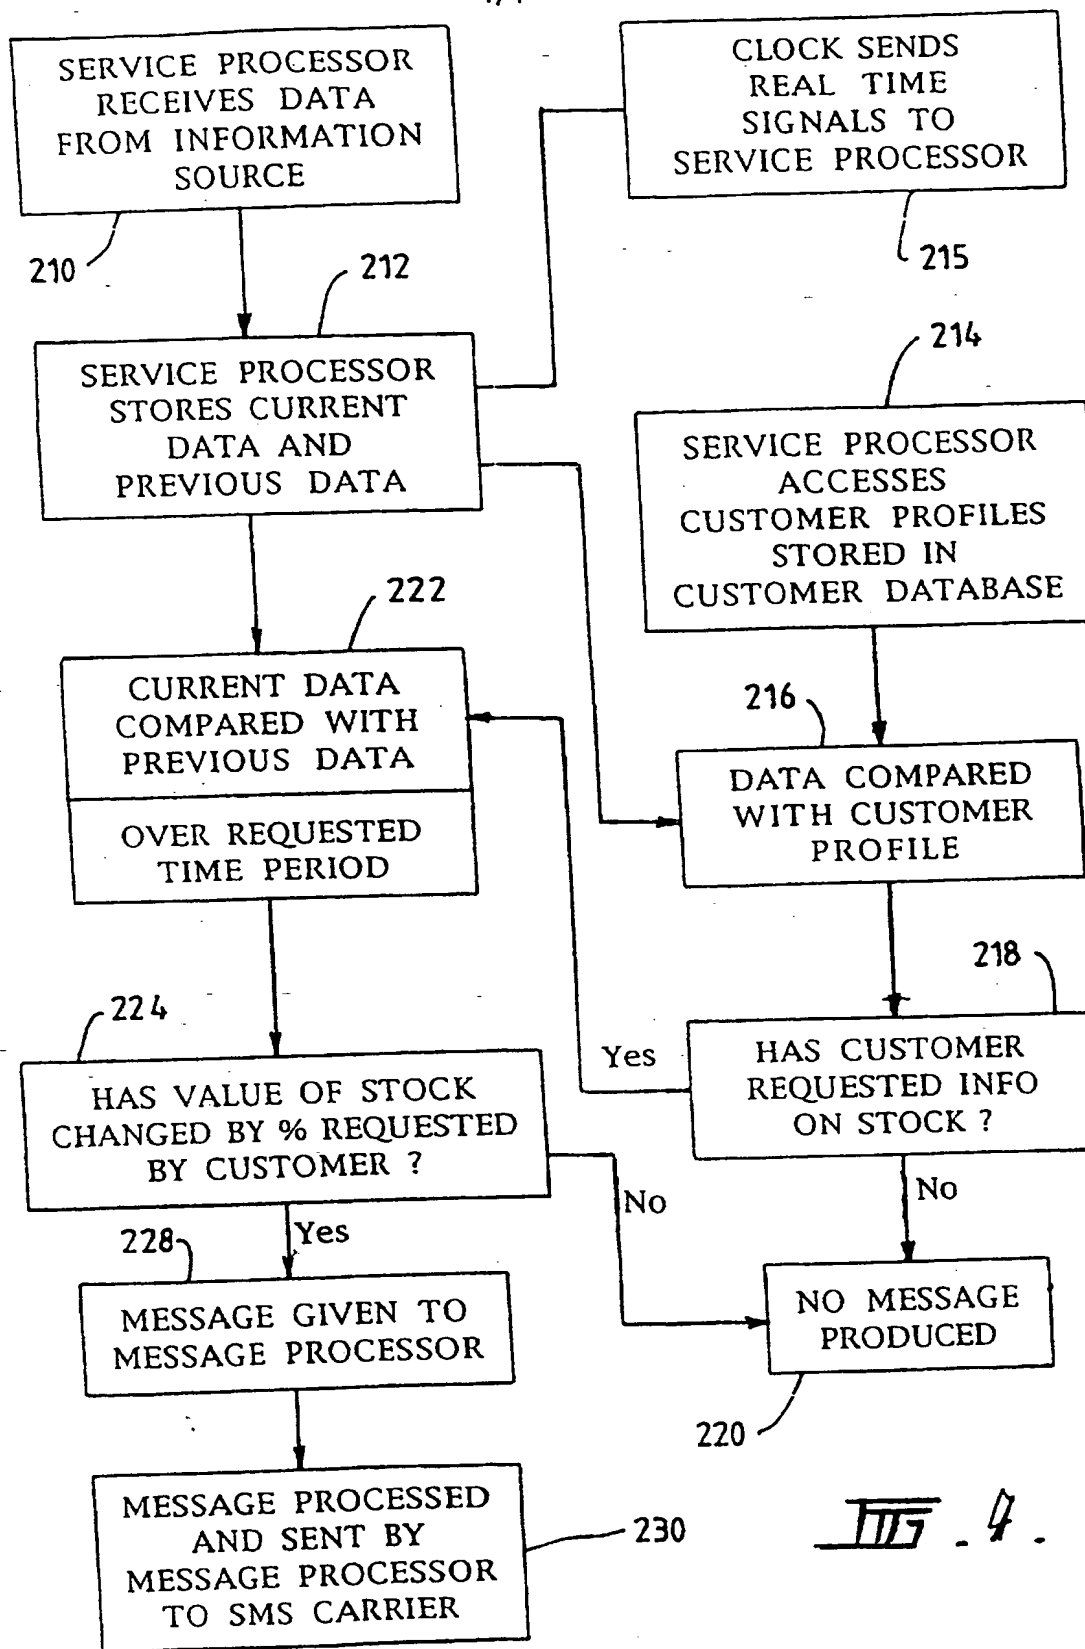 SERVICE PROCESSOR
RECEIVES DATA
FROM INFORMATION
SOURCE
210
CLOCK SENDS
REAL TIME
SIGNALS TO
SERVICE PROCESSOR
215
212
SERVICE PROCESSOR
STORES CURRENT
DATA AND
PREVIOUS DATA
214
SERVICE PROCESSOR
ACCESSES
CUSTOMER PROFILES
STORED IN
CUSTOMER DATABASE
222
CURRENT DATA
COMPARED WITH
PREVIOUS DATA
OVER REQUESTED
TIME PERIOD
216
DATA COMPARED
WITH CUSTOMER
PROFILE
218
HAS CUSTOMER
REQUESTED INFO
ON STOCK ?
Yes
No
224
HAS VALUE OF STOCK
CHANGED BY % REQUESTED
BY CUSTOMER ?
No
Yes
228
MESSAGE GIVEN TO
MESSAGE PROCESSOR
NO MESSAGE
PRODUCED
220
MESSAGE PROCESSED
AND SENT BY
MESSAGE PROCESSOR
TO SMS CARRIER
230
FIG. 4.